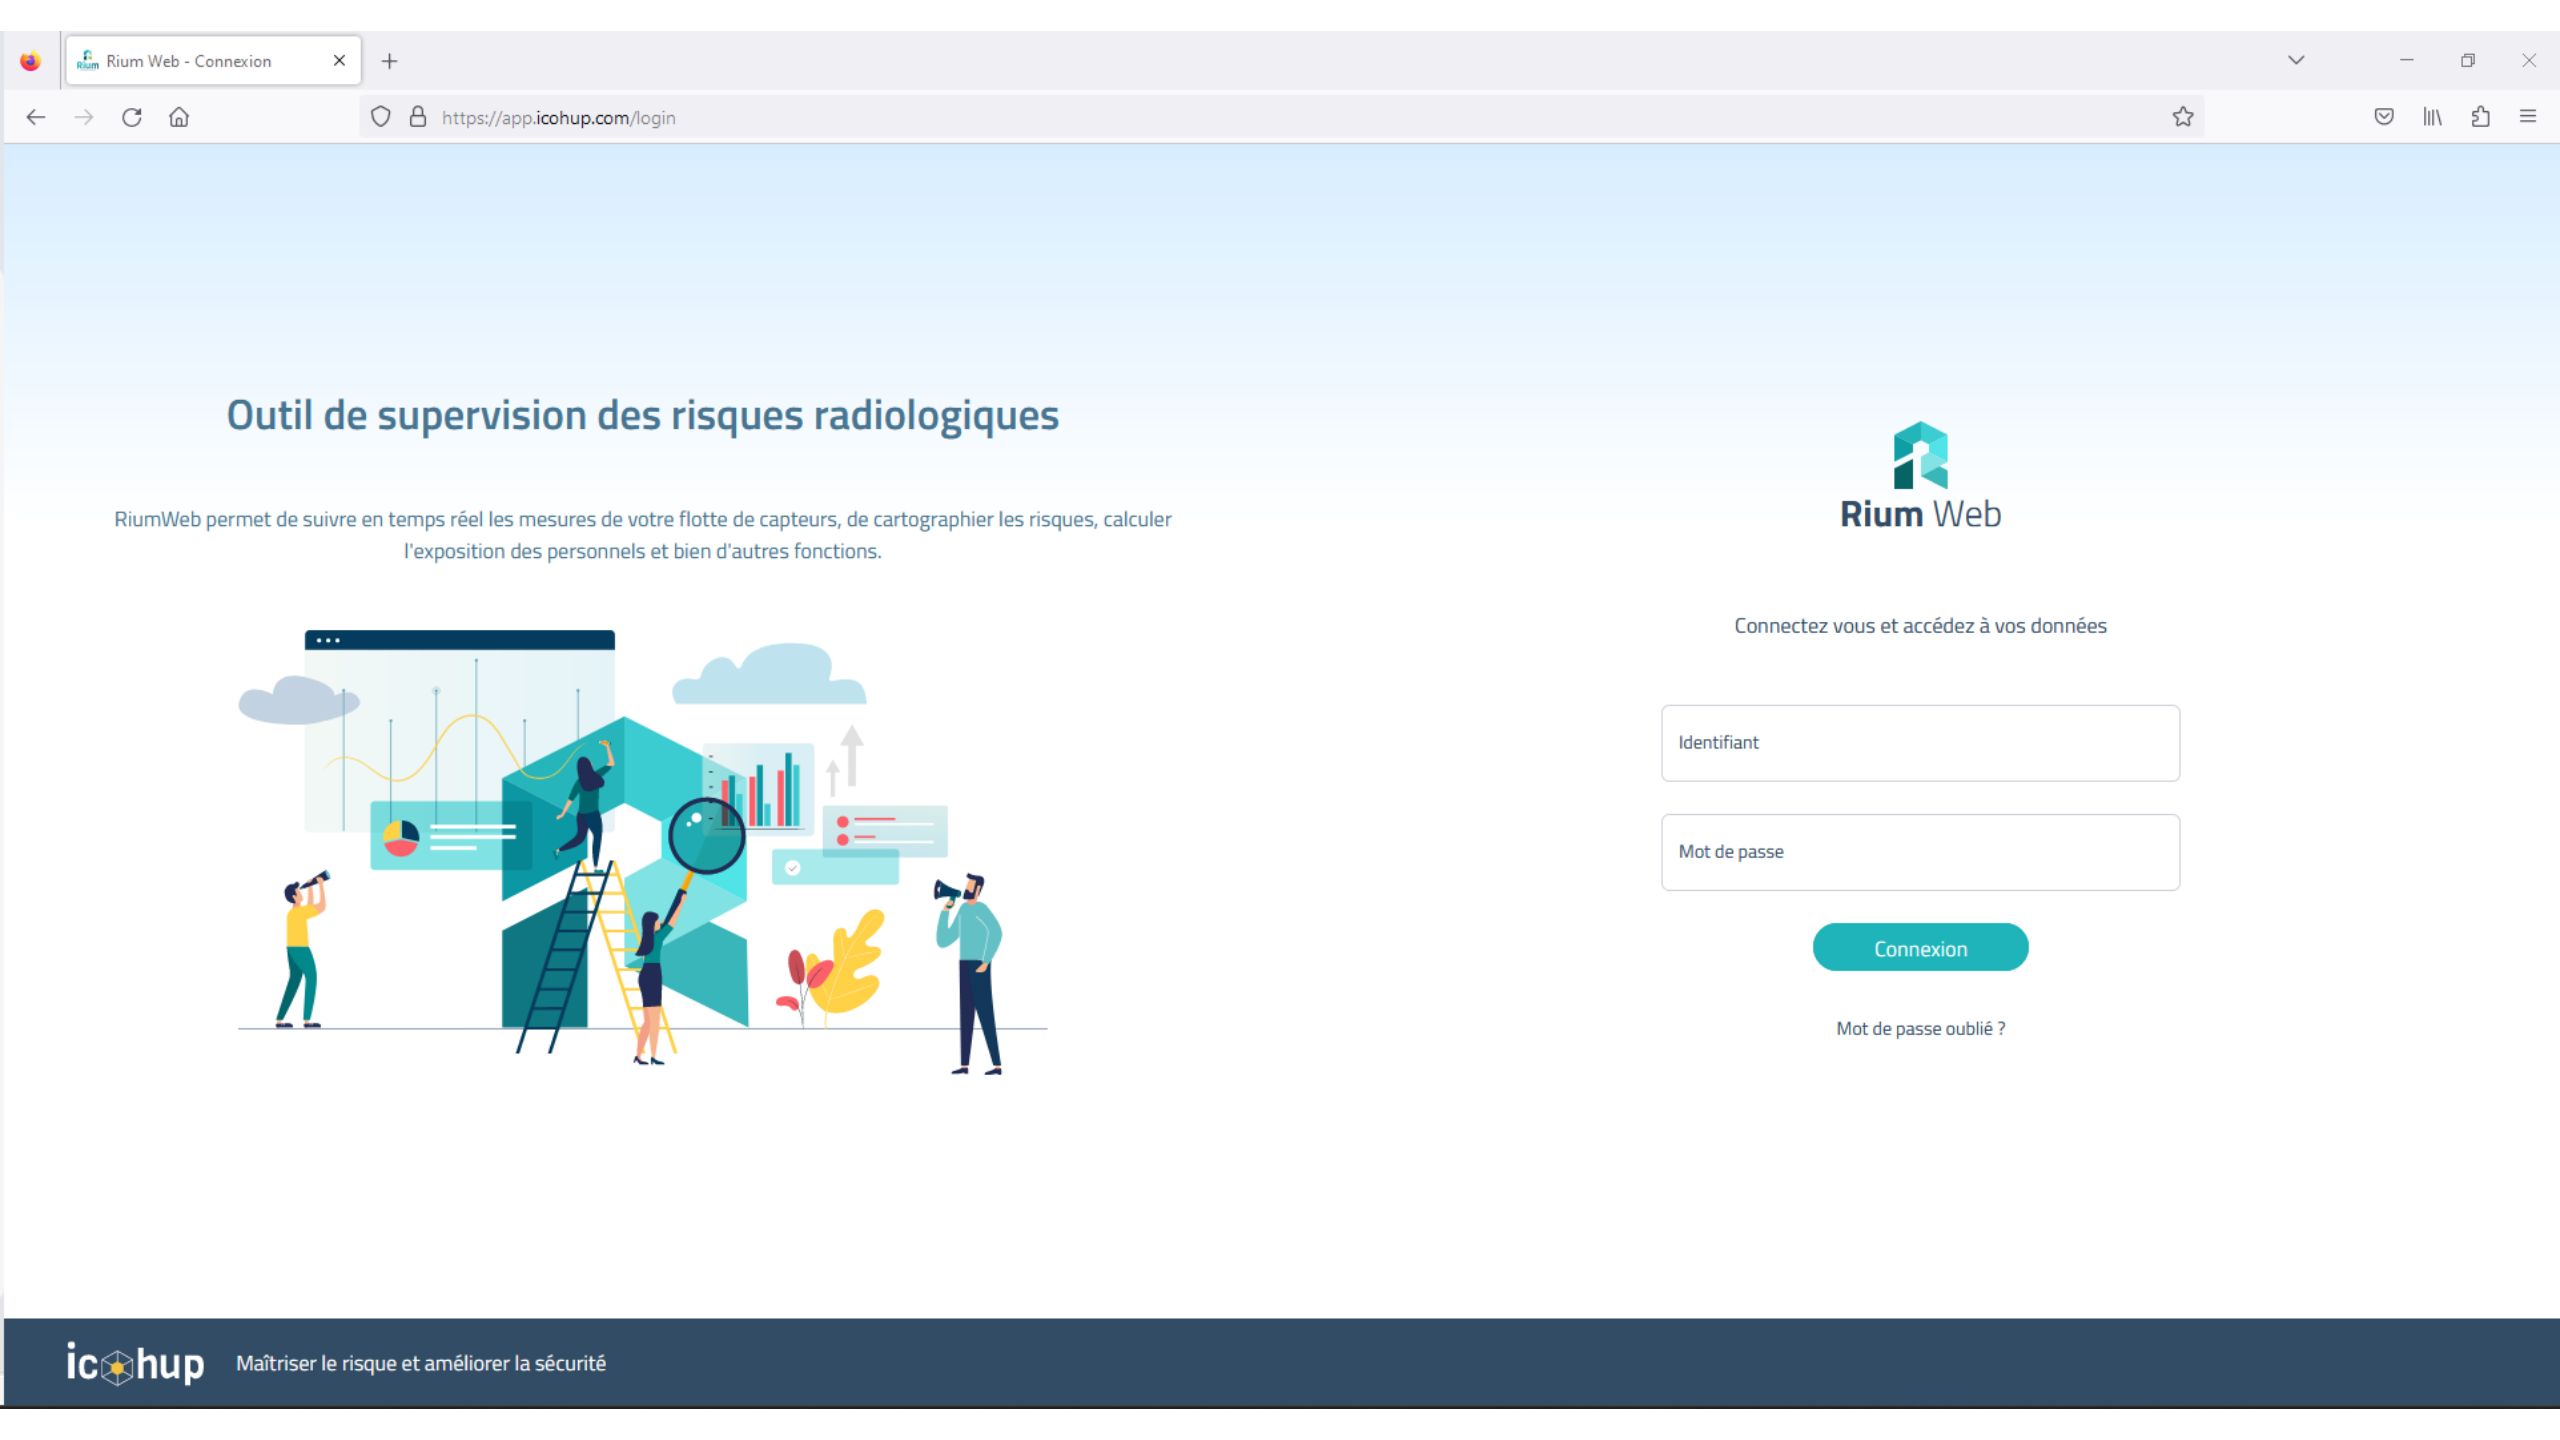 Rium Web - Connexion
https://app.icohup.com/login
Outil de supervision des risques radiologiques
RiumWeb permet de suivre en temps réel les mesures de votre flotte de capteurs, de cartographier les risques, calculer
l'exposition des personnels et bien d'autres fonctions.
Rium Web
Connectez vous et accédez à vos données
Identifiant
Mot de passe
Connexion
Mot de passe oublié ?
icohup Maîtriser le risque et améliorer la sécurité